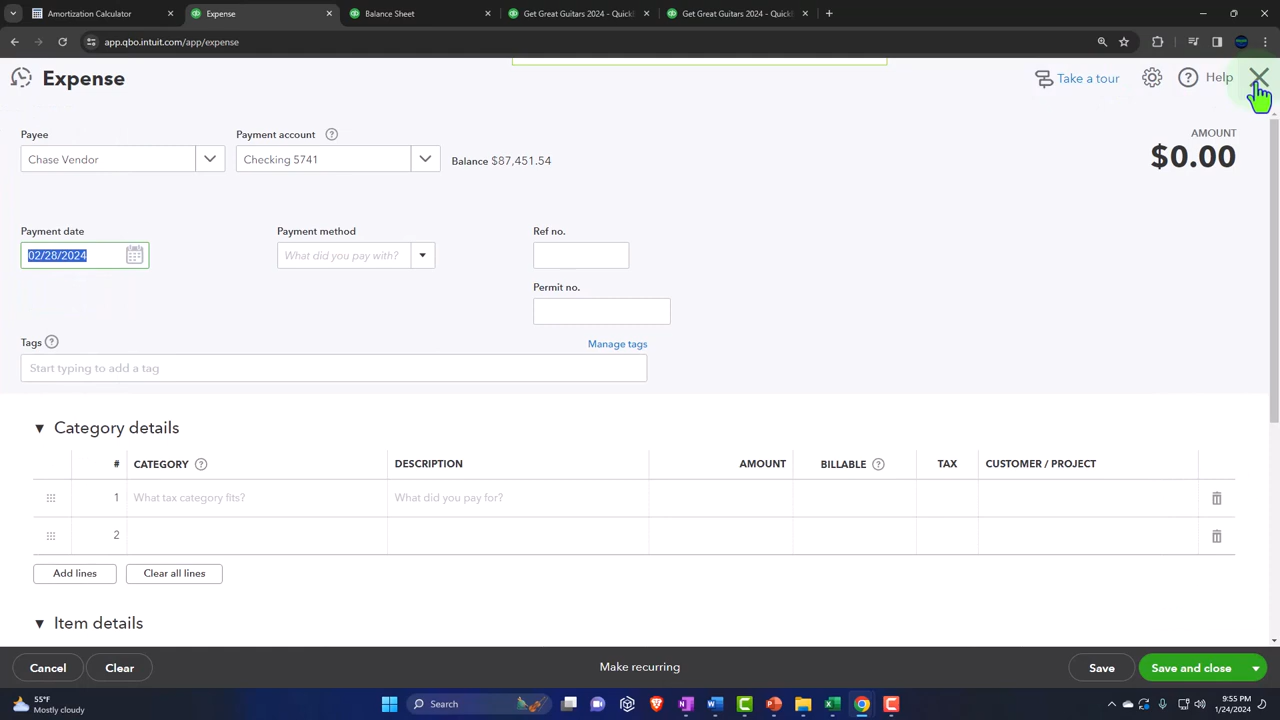 Amortization Calculator
Expense
Balance Sheet
Get Great Guitars 2024 - Quick
Get Great Guitars 2024 - Quick
app.qbo.intuit.com/app/expense
Expense
Take a tour
Help
Payee
Payment account
AMOUNT
Chase Vendor
Checking 5741
Balance $87,451.54
$0.00
Payment date
Payment method
Ref no.
02/28/2024
What did you pay with?
Permit no.
Tags
Manage tags
Start typing to add a tag
Category details
# CATEGORY DESCRIPTION AMOUNT BILLABLE TAX CUSTOMER / PROJECT
1 What tax category fits? What did you pay for?
2
Add lines
Clear all lines
Item details
Cancel
Clear
Make recurring
Save
Save and close
55°F
Mostly cloudy
Search
9:55 PM
1/24/2024